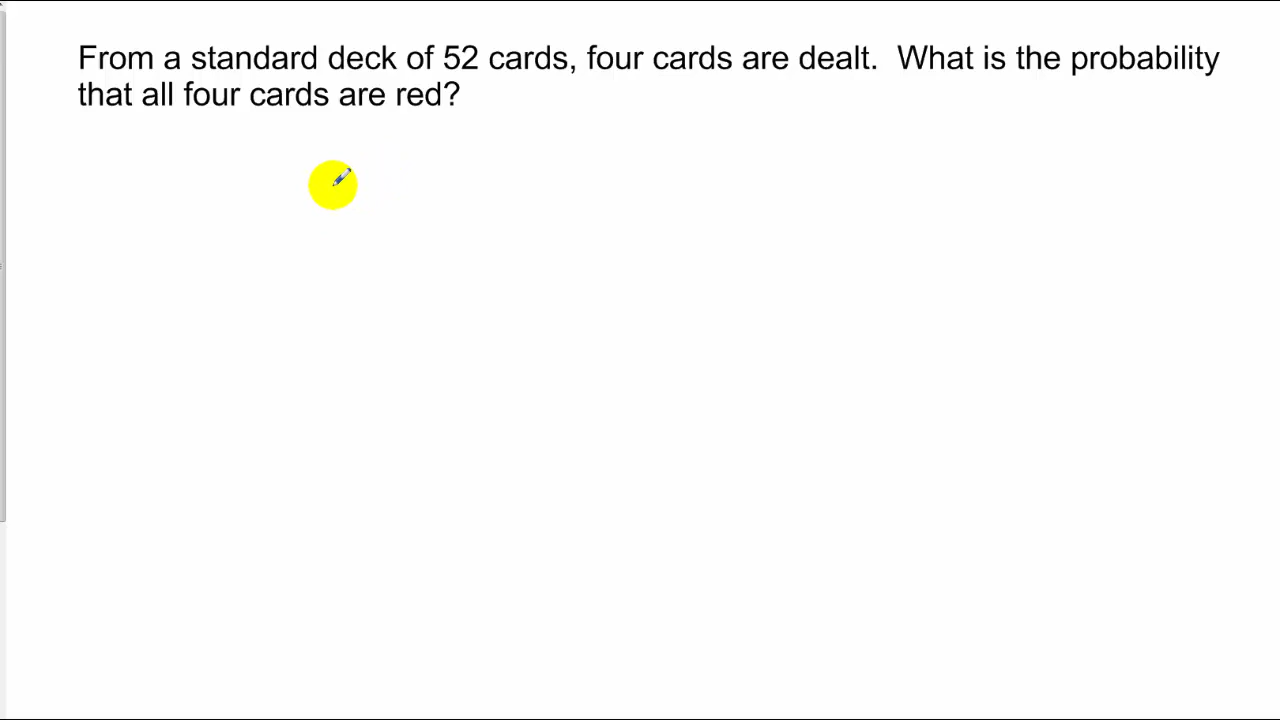 From a standard deck of 52 cards, four cards are dealt.  What is the probability
that all four cards are red?